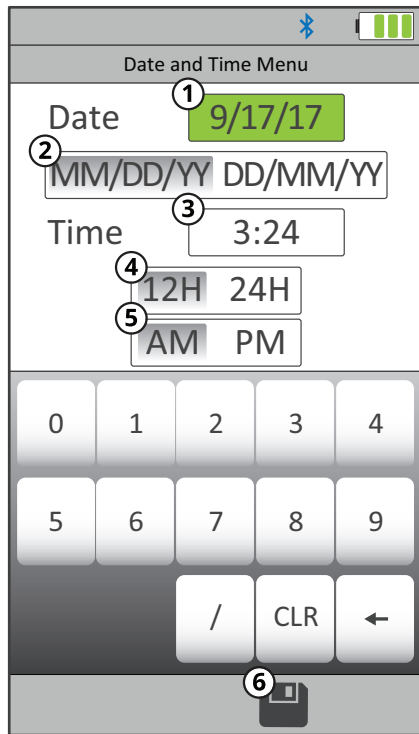 Date and Time Menu
1
Date 9/17/17
2
MM/DD/YY DD/MM/YY
3
Time 3:24
4
12H 24H
5
AM PM
0 1 2 3 4
5 6 7 8 9
/ CLR ←
6